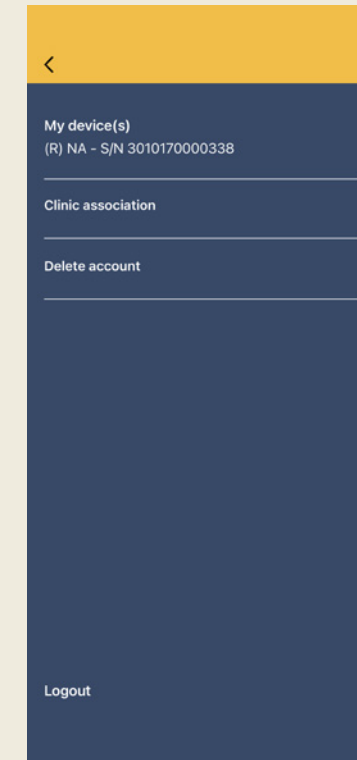 My device(s)
(R) NA - S/N 3010170000338
Clinic association
Delete account
Logout